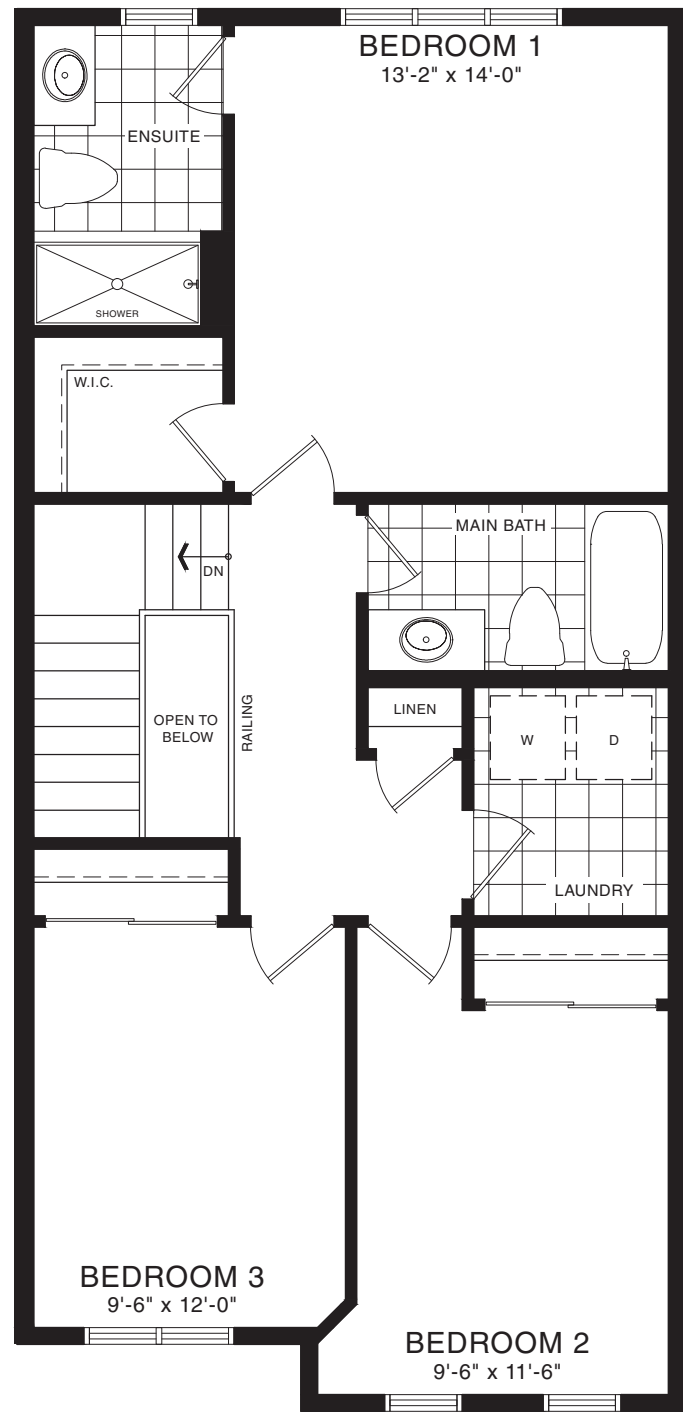 BEDROOM 1
13'-2" x 14'-0"
ENSUITE
SHOWER
W.I.C.
MAIN BATH
DN
OPEN TO
BELOW
RAILING
LINEN
W
D
LAUNDRY
BEDROOM 3
9'-6" x 12'-0"
BEDROOM 2
9'-6" x 11'-6"